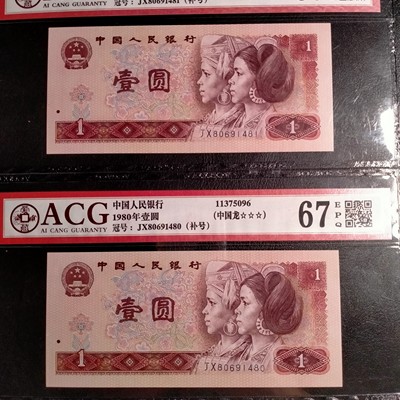 AI CANG GUARANTY
冠号：JX80691481（补号）
中国人民银行
1
壹圆
JX80691481
1
1
ACG
AI CANG GUARANTY
中国人民银行
1980年壹圆
冠号：JX80691480（补号）
11375096
（中国龙☆☆☆）
67
EPQ
中国人民银行
1
壹圆
JX80691480
1
1